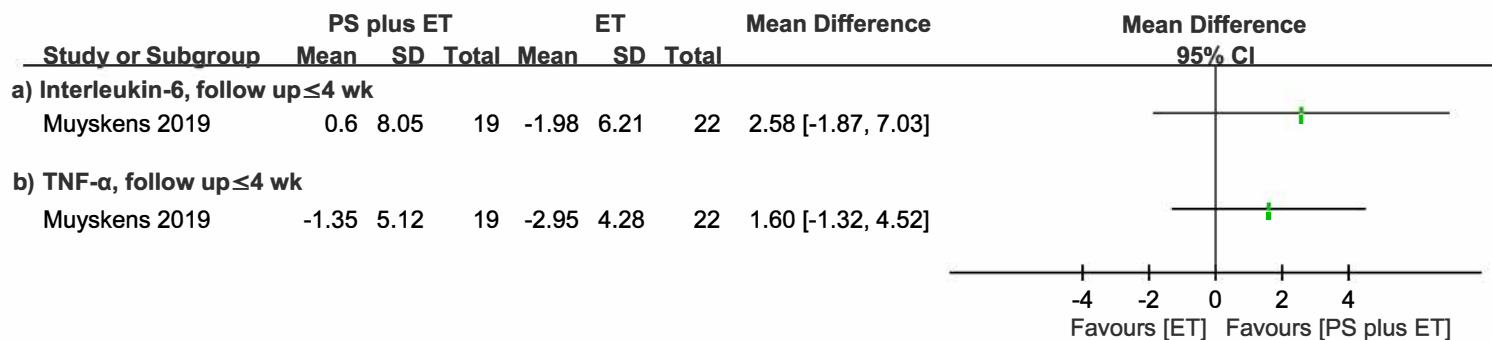 PS plus ET ET Mean Difference Mean Difference
Study or Subgroup Mean SD Total Mean SD Total 95% CI
a) Interleukin-6, follow up≤4 wk
Muyskens 2019 0.6 8.05 19 -1.98 6.21 22 2.58 [-1.87, 7.03]
b) TNF-α, follow up≤4 wk
Muyskens 2019 -1.35 5.12 19 -2.95 4.28 22 1.60 [-1.32, 4.52]
-4 -2 0 2 4
Favours [ET] Favours [PS plus ET]